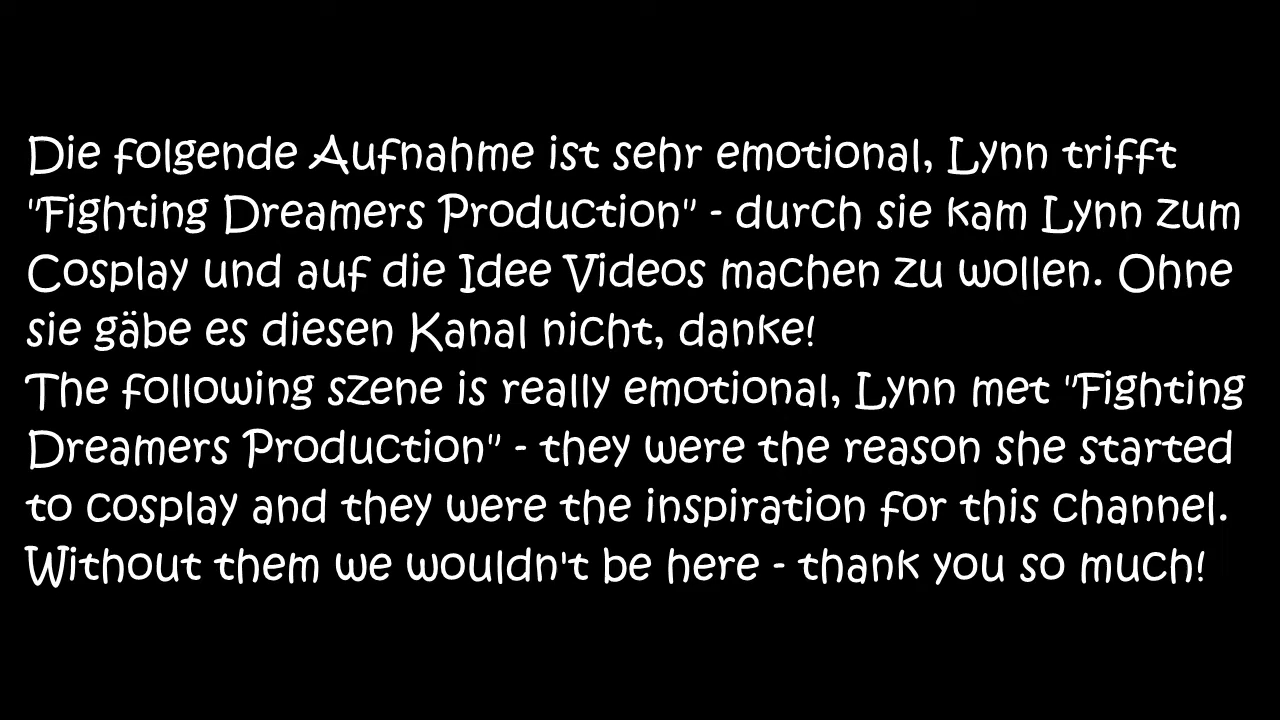 Die folgende Aufnahme ist sehr emotional, Lynn trifft
"Fighting Dreamers Production" - durch sie kam Lynn zum
Cosplay und auf die Idee Videos machen zu wollen. Ohne
sie gäbe es diesen Kanal nicht, danke!
The following szene is really emotional, Lynn met "Fighting
Dreamers Production" - they were the reason she started
to cosplay and they were the inspiration for this channel.
Without them we wouldn't be here - thank you so much!